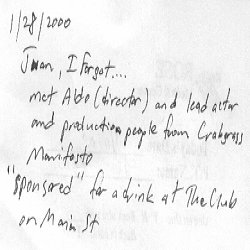 1/28/2000
Juan, I forgot...
met Aldo (director) and lead actor
and production people from Crabgrass
Manifesto
"sponsored" for a drink at The Club
on Main St